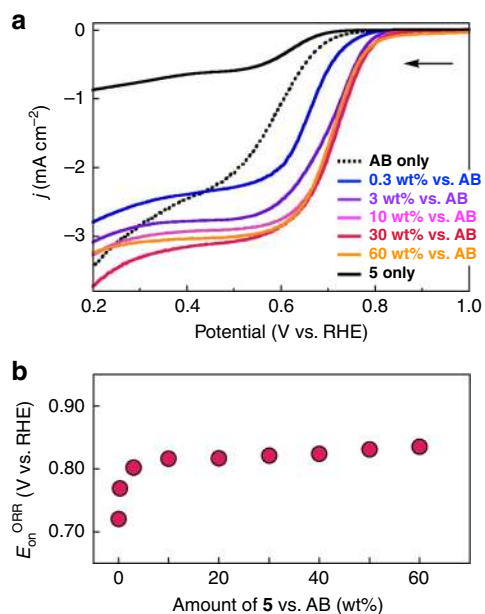 a
0
−1
−2
−3
j (mA cm−2)
AB only
0.3 wt% vs. AB
3 wt% vs. AB
10 wt% vs. AB
30 wt% vs. AB
60 wt% vs. AB
5 only
0.2 0.4 0.6 0.8 1.0
Potential (V vs. RHE)
b
0.90
0.80
0.70
EonORR (V vs. RHE)
0 20 40 60
Amount of 5 vs. AB (wt%)